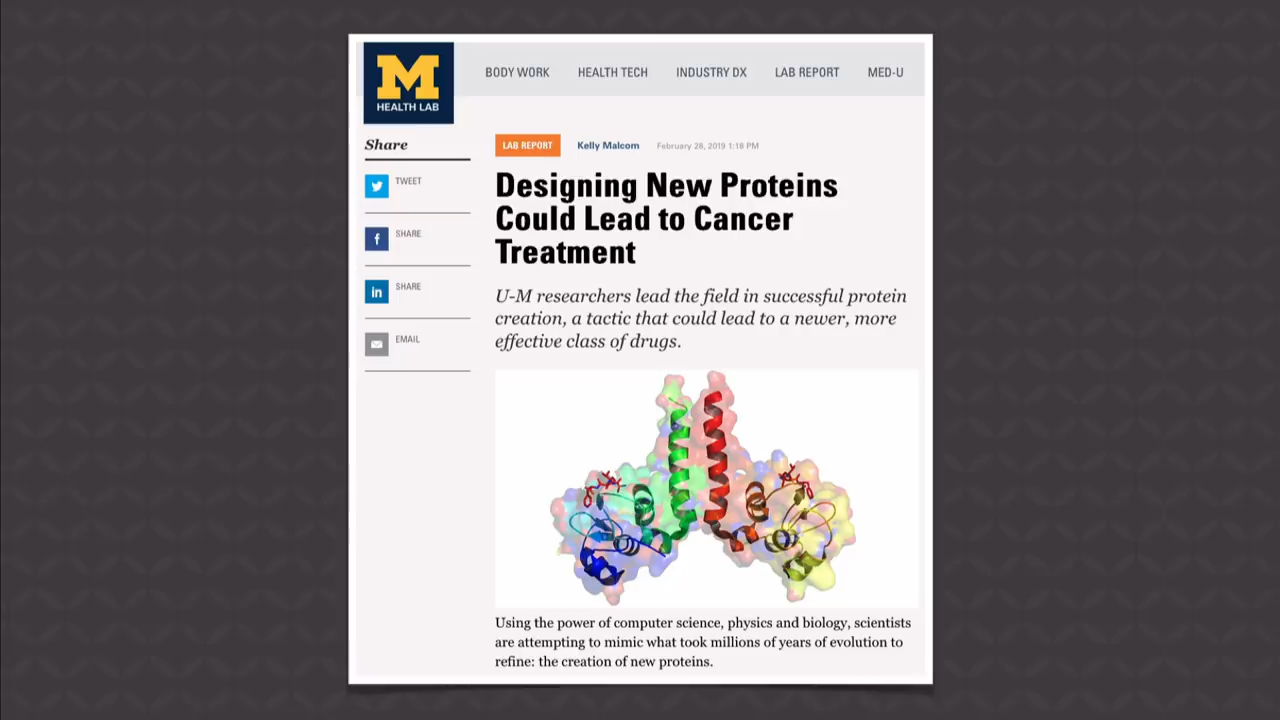 M
HEALTH LAB
BODY WORK HEALTH TECH INDUSTRY DX LAB REPORT MED-U
Share
TWEET
SHARE
SHARE
EMAIL
LAB REPORT Kelly Malcom February 28, 2019 1:18 PM
Designing New Proteins
Could Lead to Cancer
Treatment
U-M researchers lead the field in successful protein
creation, a tactic that could lead to a newer, more
effective class of drugs.
Using the power of computer science, physics and biology, scientists
are attempting to mimic what took millions of years of evolution to
refine: the creation of new proteins.